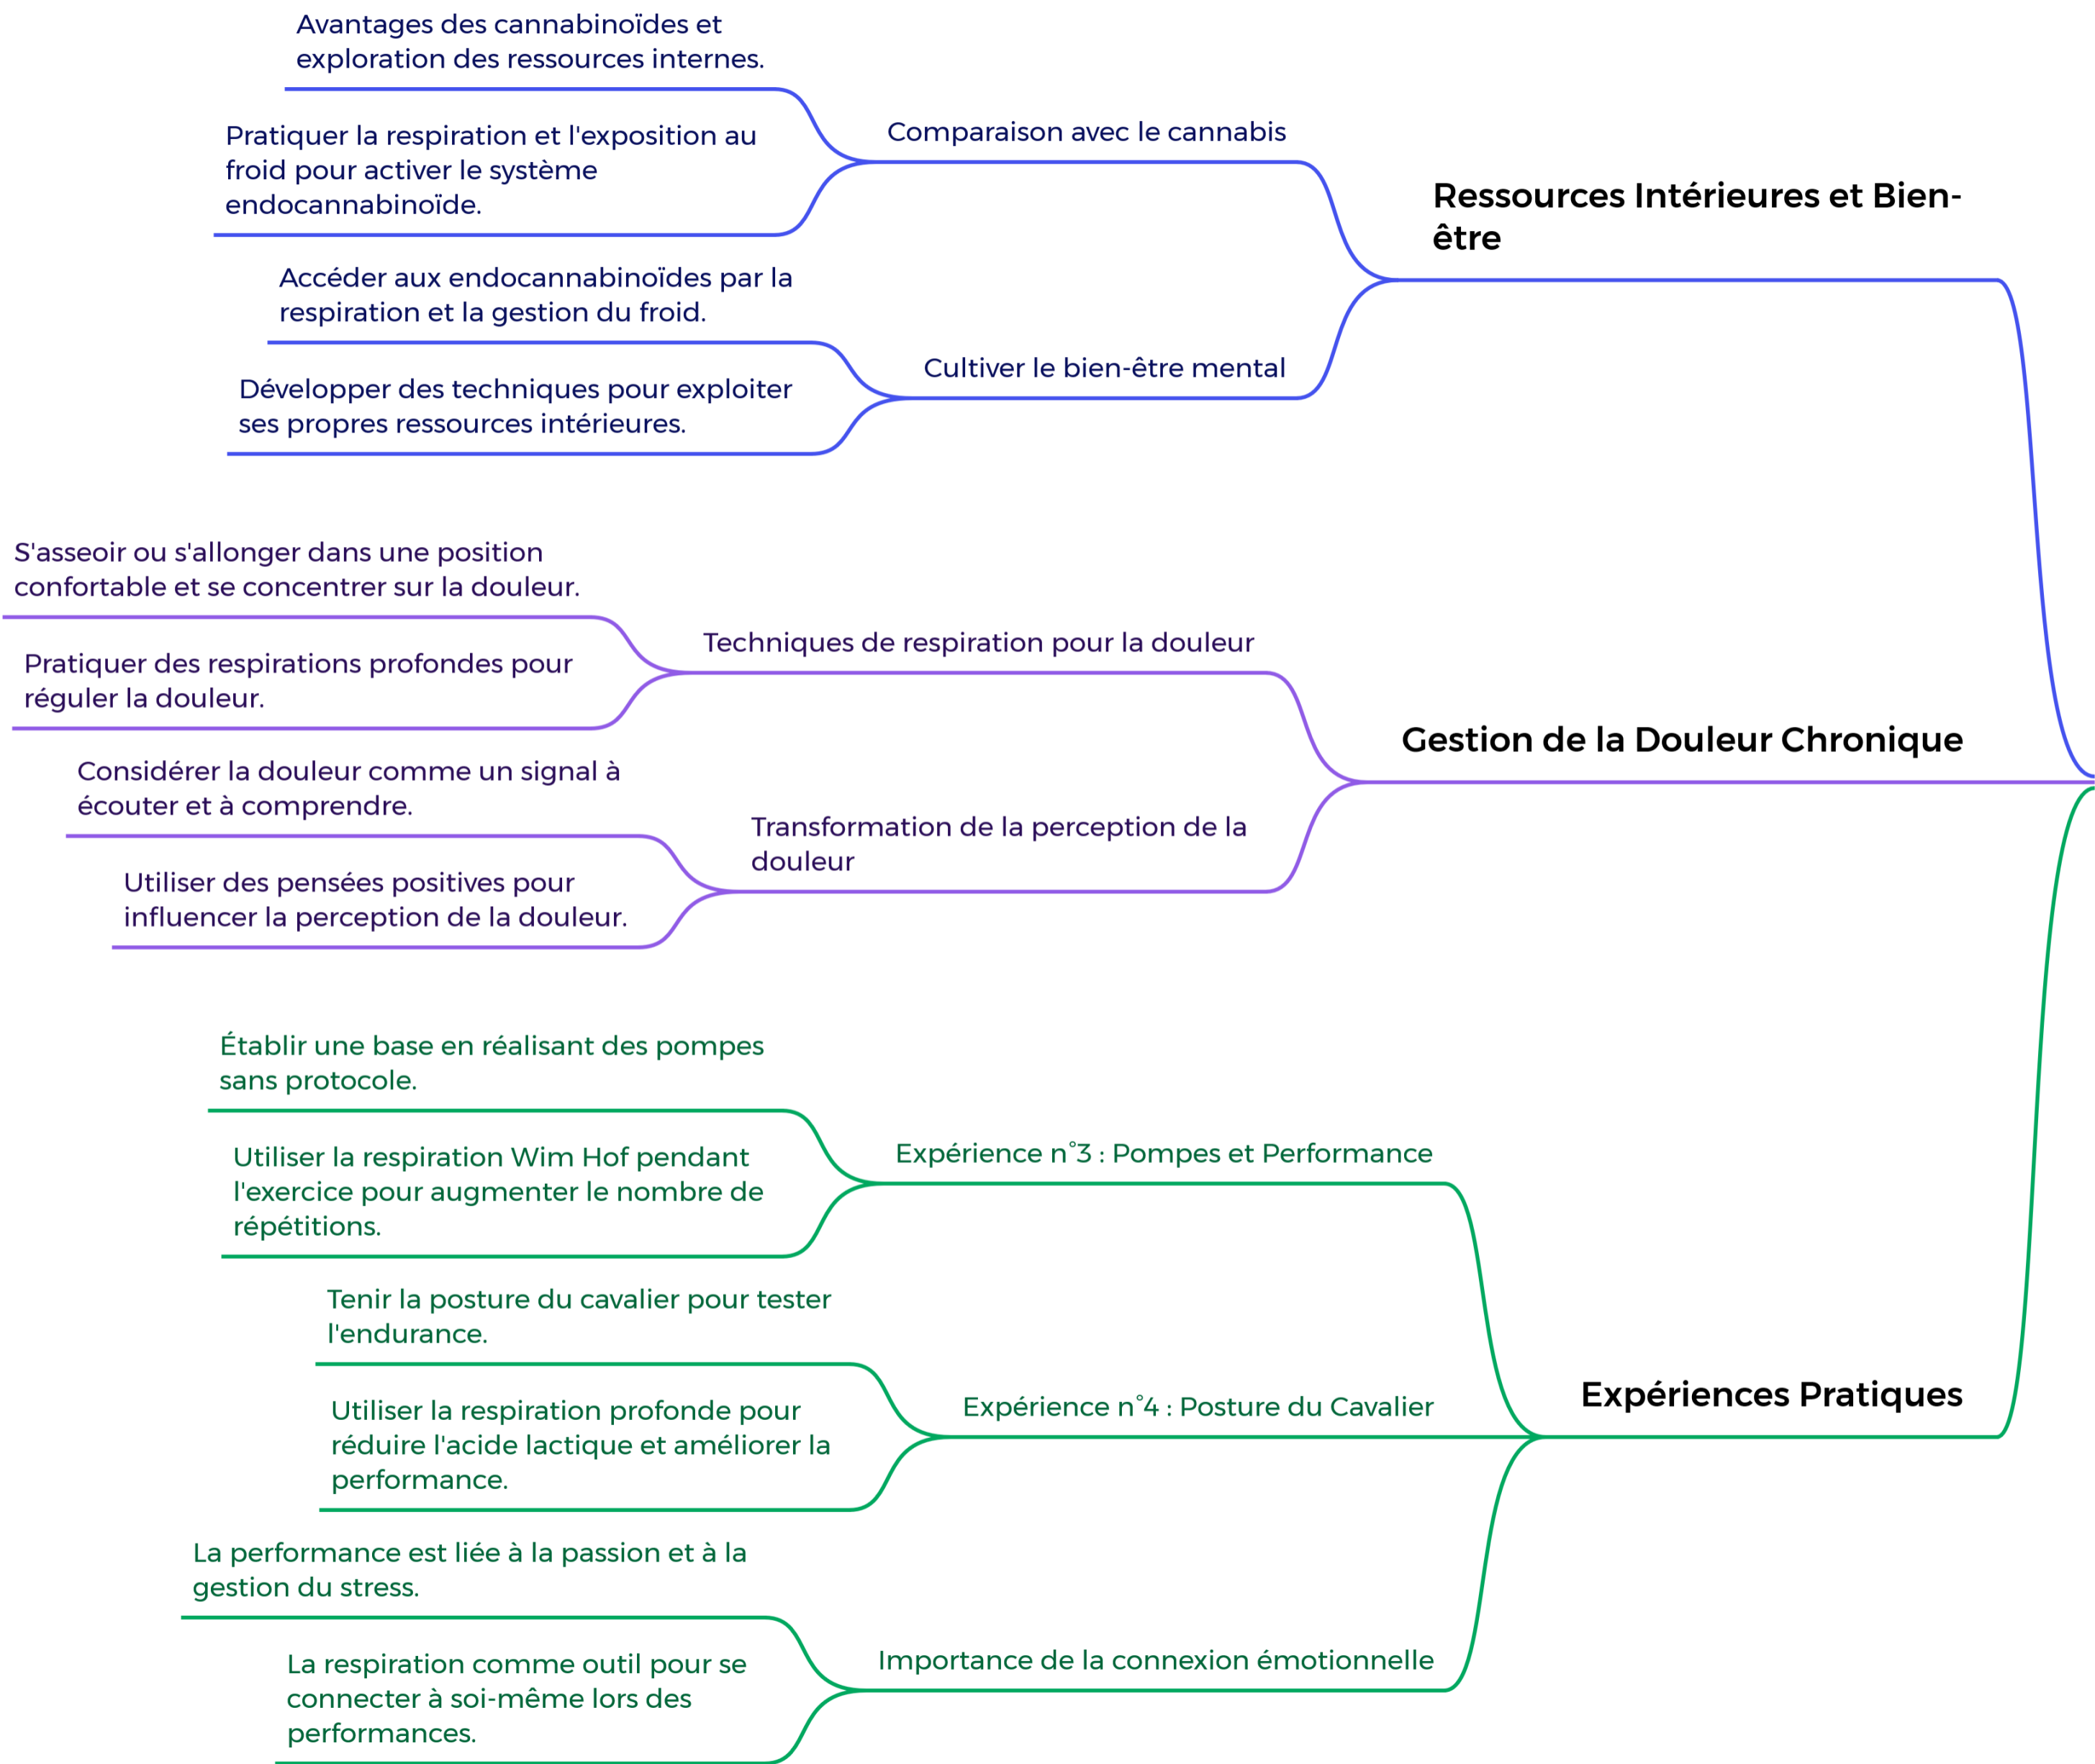 Avantages des cannabinoïdes et
exploration des ressources internes.
Pratiquer la respiration et l'exposition au
froid pour activer le système
endocannabinoïde.
Comparaison avec le cannabis
Accéder aux endocannabinoïdes par la
respiration et la gestion du froid.
Développer des techniques pour exploiter
ses propres ressources intérieures.
Cultiver le bien-être mental
Ressources Intérieures et Bien-
être
S'asseoir ou s'allonger dans une position
confortable et se concentrer sur la douleur.
Pratiquer des respirations profondes pour
réguler la douleur.
Techniques de respiration pour la douleur
Considérer la douleur comme un signal à
écouter et à comprendre.
Utiliser des pensées positives pour
influencer la perception de la douleur.
Transformation de la perception de la
douleur
Gestion de la Douleur Chronique
Établir une base en réalisant des pompes
sans protocole.
Utiliser la respiration Wim Hof pendant
l'exercice pour augmenter le nombre de
répétitions.
Expérience n°3 : Pompes et Performance
Tenir la posture du cavalier pour tester
l'endurance.
Utiliser la respiration profonde pour
réduire l'acide lactique et améliorer la
performance.
Expérience n°4 : Posture du Cavalier
La performance est liée à la passion et à la
gestion du stress.
La respiration comme outil pour se
connecter à soi-même lors des
performances.
Importance de la connexion émotionnelle
Expériences Pratiques